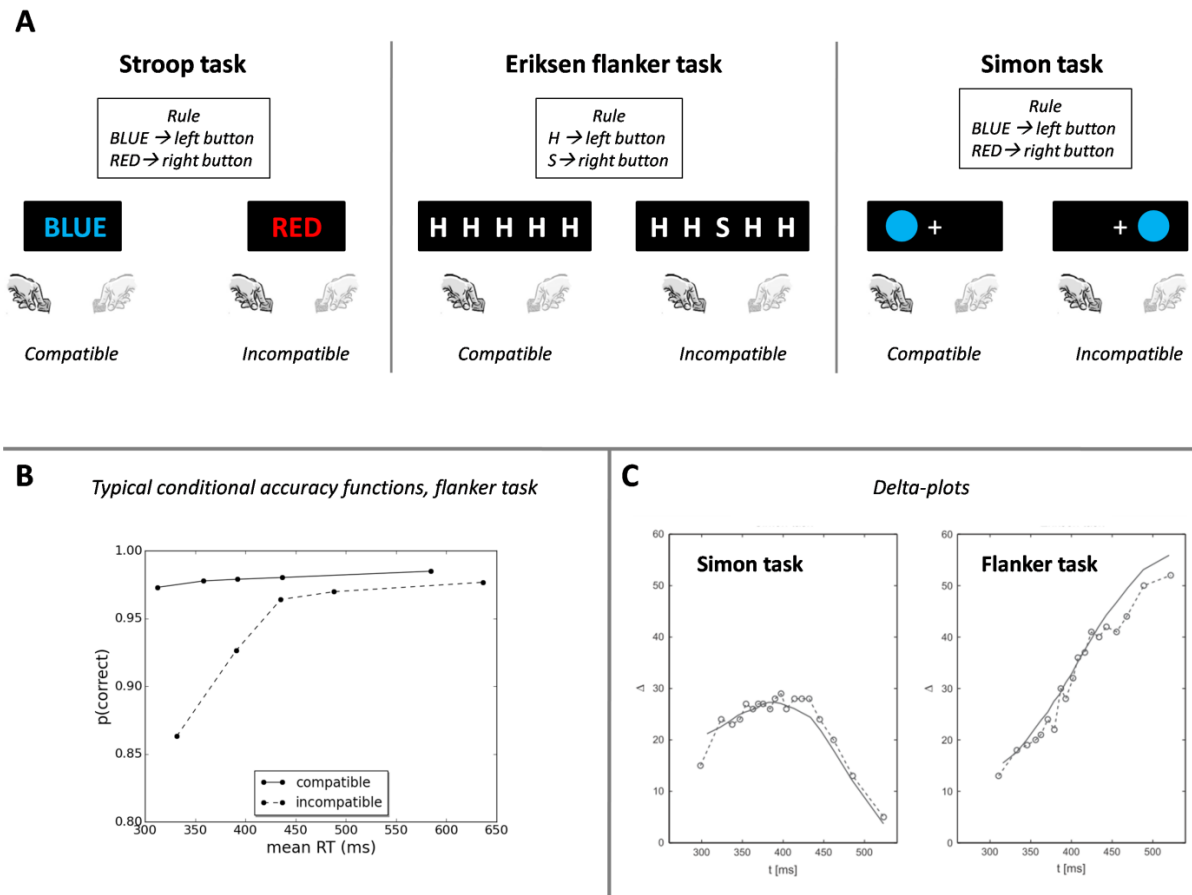 A
Stroop task
Rule
BLUE → left button
RED → right button
BLUE
RED
Compatible
Incompatible
Eriksen flanker task
Rule
H → left button
S → right button
H H H H H
H H S H H
Compatible
Incompatible
Simon task
Rule
BLUE → left button
RED → right button
+
+
Compatible
Incompatible
B
Typical conditional accuracy functions, flanker task
1.00
0.95
0.90
0.85
0.80
p(correct)
compatible
incompatible
300 350 400 450 500 550 600 650
mean RT (ms)
C
Delta-plots
Simon task
60
50
40
30
20
10
0
Δ
300 350 400 450 500
t [ms]
Flanker task
60
50
40
30
20
10
0
Δ
300 350 400 450 500
t [ms]